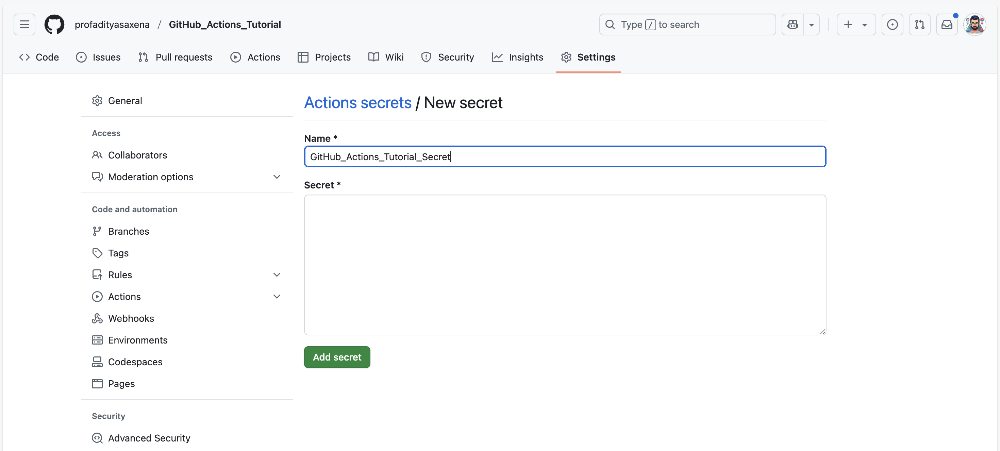 profadityasaxena / GitHub_Actions_Tutorial
Type / to search
Code Issues Pull requests Actions Projects Wiki Security Insights Settings
General
Access
Collaborators
Moderation options
Code and automation
Branches
Tags
Rules
Actions
Webhooks
Environments
Codespaces
Pages
Security
Advanced Security
Actions secrets / New secret
Name *
GitHub_Actions_Tutorial_Secret
Secret *
Add secret